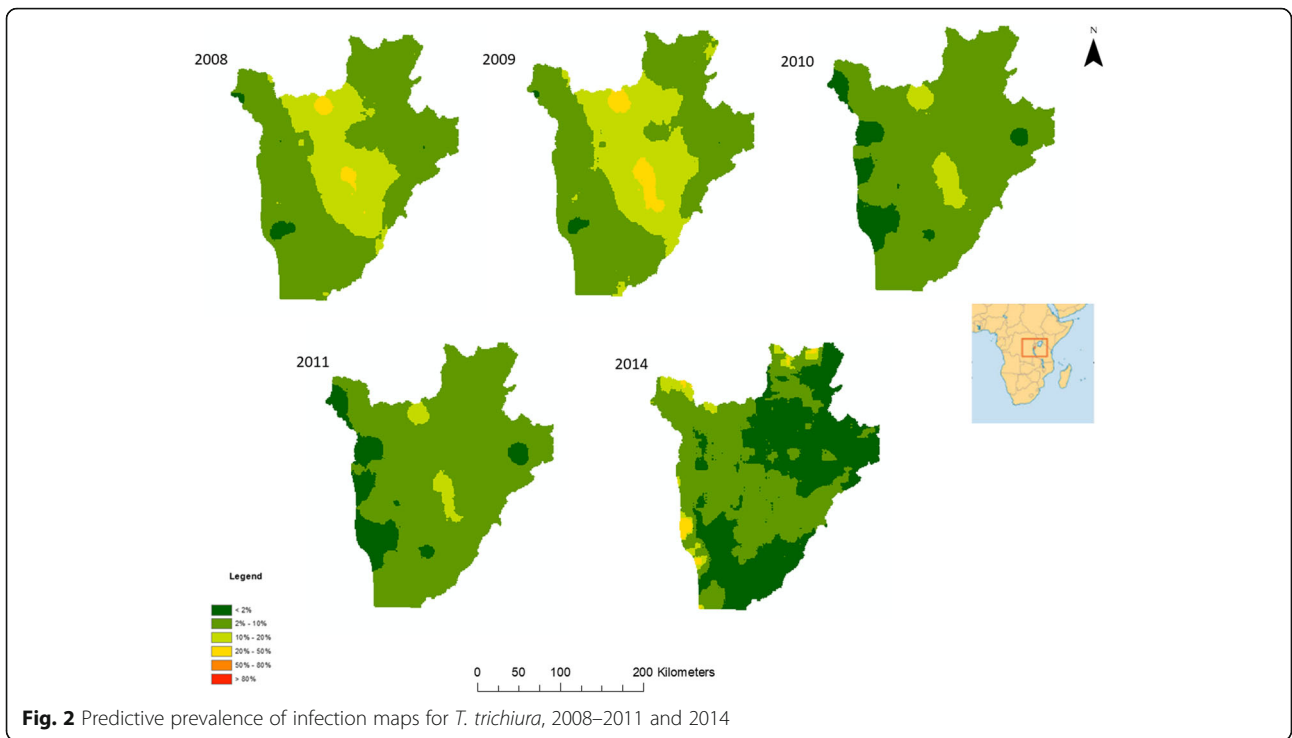 2008
2009
2010
N
2011
2014
Legend
< 2%
2% - 10%
10% - 20%
20% - 50%
50% - 80%
> 80%
0 50 100 200 Kilometers
Fig. 2 Predictive prevalence of infection maps for T. trichiura, 2008–2011 and 2014